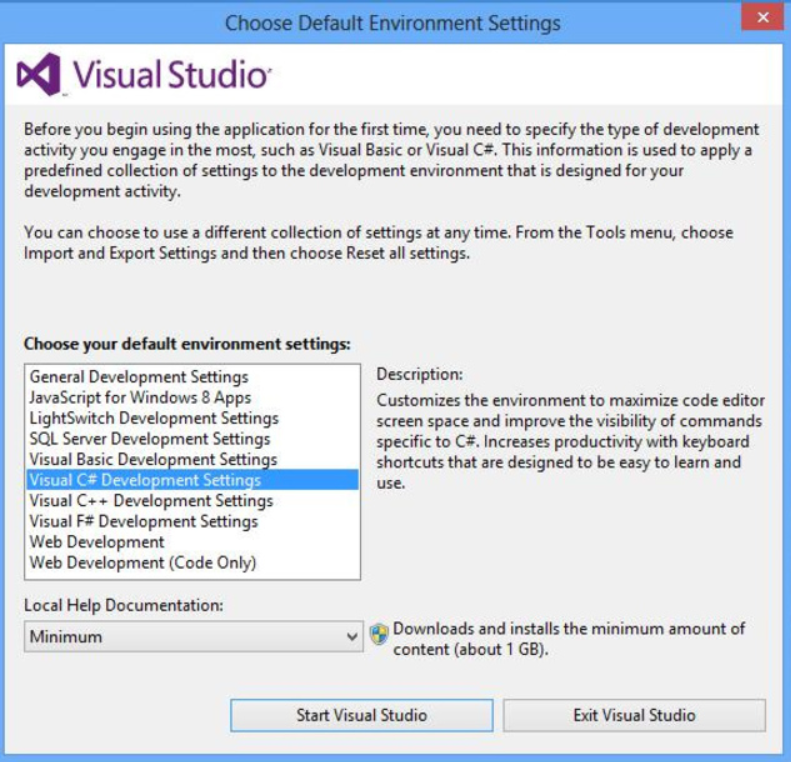 Choose Default Environment Settings
Visual Studio
Before you begin using the application for the first time, you need to specify the type of development
activity you engage in the most, such as Visual Basic or Visual C#. This information is used to apply a
predefined collection of settings to the development environment that is designed for your
development activity.
You can choose to use a different collection of settings at any time. From the Tools menu, choose
Import and Export Settings and then choose Reset all settings.
Choose your default environment settings:
General Development Settings
JavaScript for Windows 8 Apps
LightSwitch Development Settings
SQL Server Development Settings
Visual Basic Development Settings
Visual C# Development Settings
Visual C++ Development Settings
Visual F# Development Settings
Web Development
Web Development (Code Only)
Description:
Customizes the environment to maximize code editor
screen space and improve the visibility of commands
specific to C#. Increases productivity with keyboard
shortcuts that are designed to be easy to learn and
use.
Local Help Documentation:
Minimum
Downloads and installs the minimum amount of
content (about 1 GB).
Start Visual Studio
Exit Visual Studio